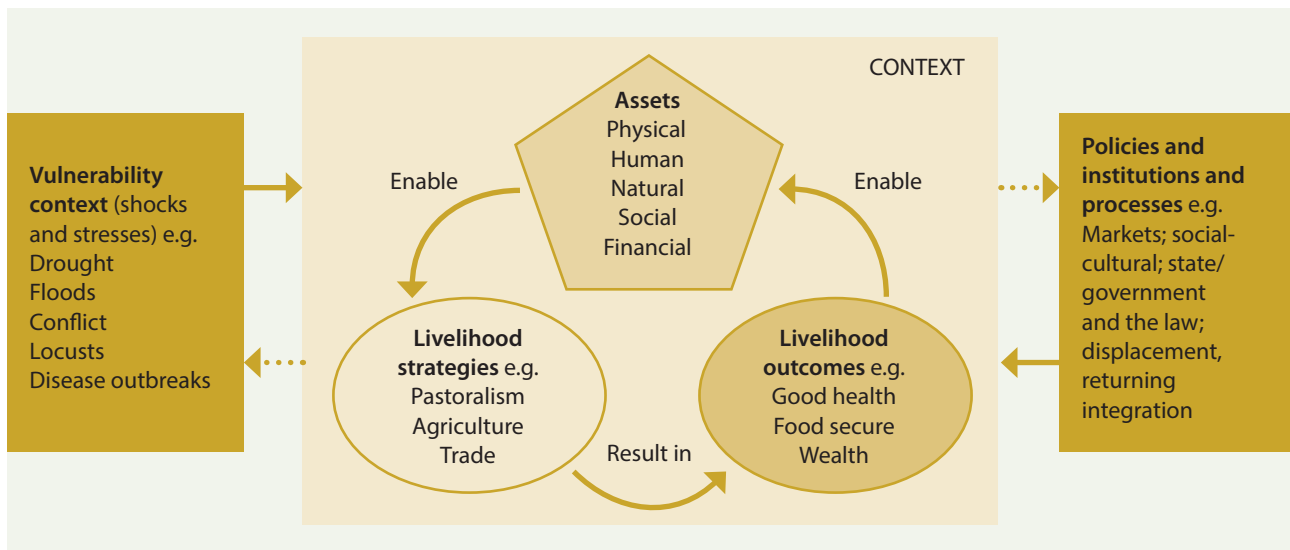 CONTEXT
Vulnerability
context (shocks
and stresses) e.g.
Drought
Floods
Conflict
Locusts
Disease outbreaks
Enable
Assets
Physical
Human
Natural
Social
Financial
Enable
Livelihood
strategies e.g.
Pastoralism
Agriculture
Trade
Result in
Livelihood
outcomes e.g.
Good health
Food secure
Wealth
Policies and
institutions and
processes e.g.
Markets; social-
cultural; state/
government
and the law;
displacement,
returning
integration